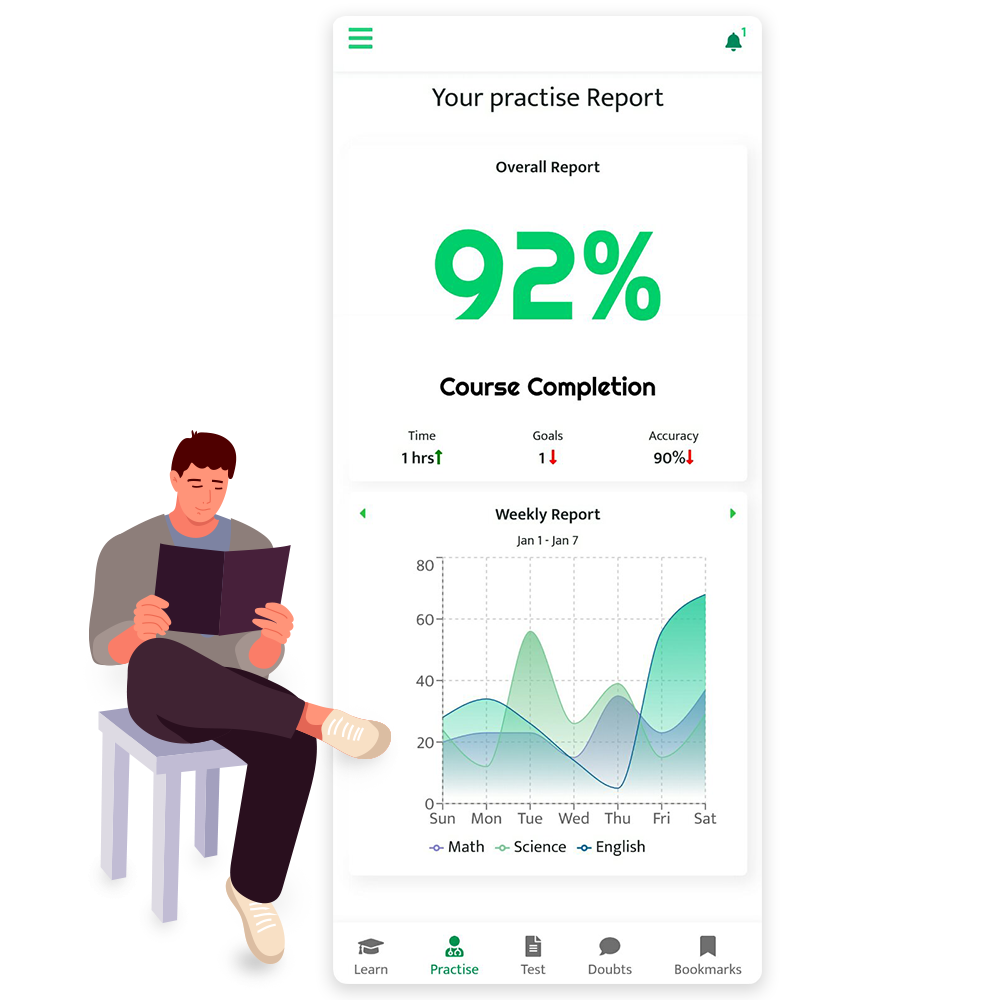 1
Your practise Report
Overall Report
92%
Course Completion
Time Goals Accuracy
1 hrs 1 90%
Weekly Report
Jan 1 - Jan 7
80
60
40
20
0
Sun Mon Tue Wed Thu Fri Sat
Math Science English
Learn Practise Test Doubts Bookmarks